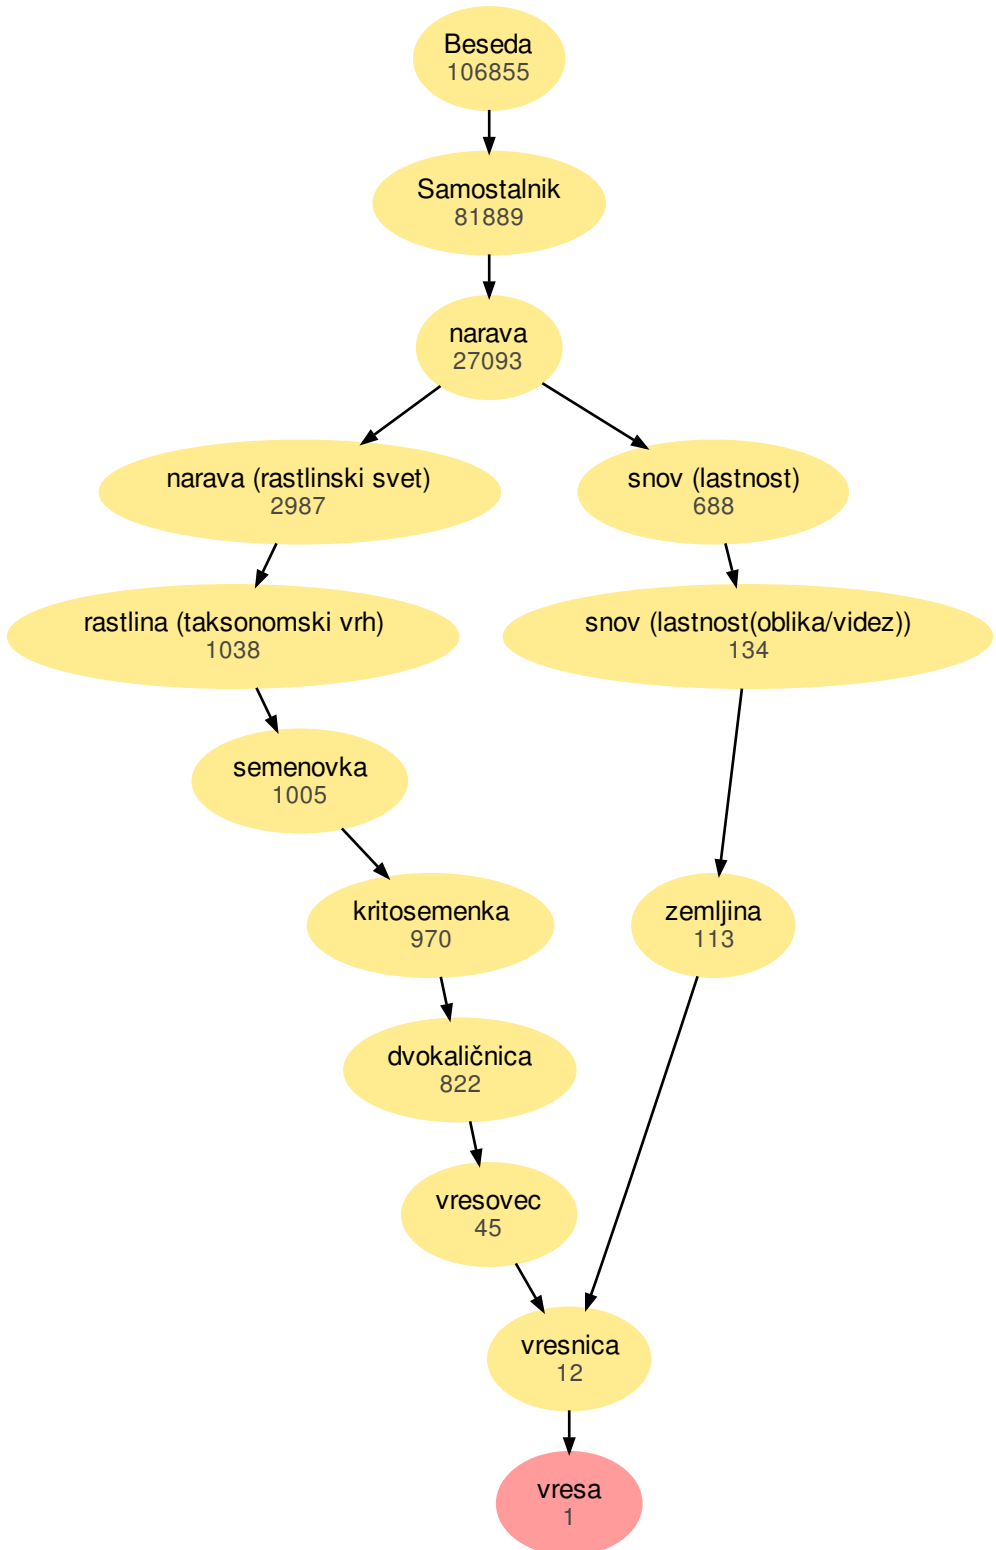 Beseda
106855
Samostalnik
81889
narava
27093
narava (rastlinski svet)
2987
snov (lastnost)
688
rastlina (taksonomski vrh)
1038
snov (lastnost(oblika/videz))
134
semenovka
1005
kritosemenka
970
zemljina
113
dvokaličnica
822
vresovec
45
vresnica
12
vresa
1